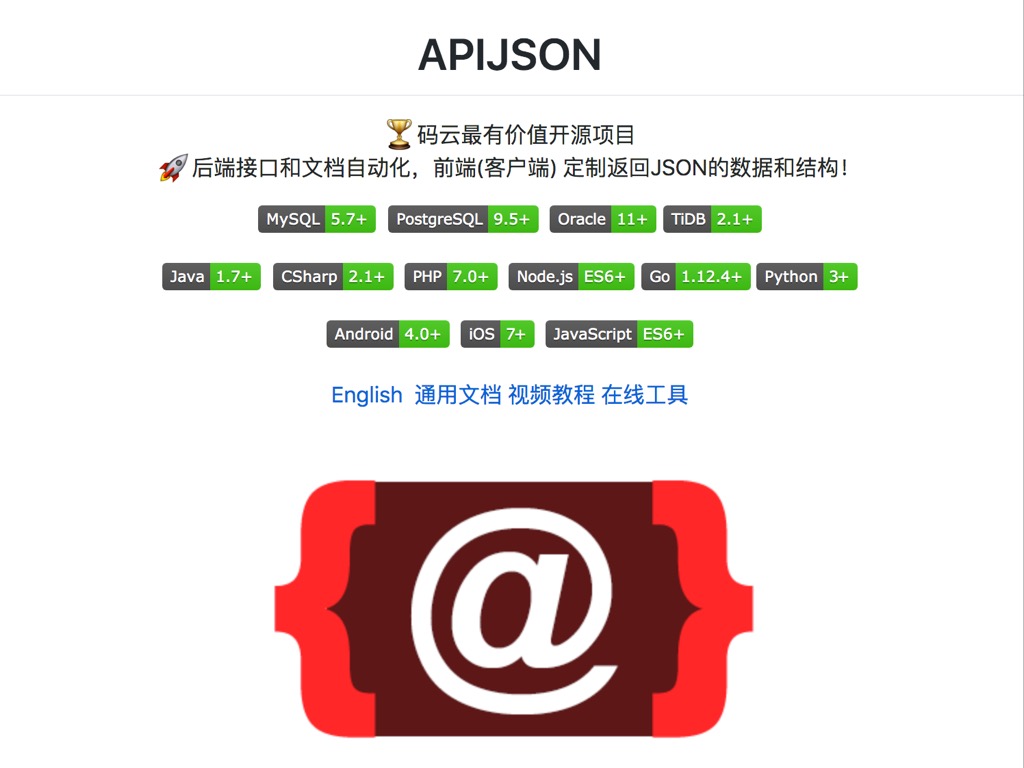 APIJSON
🏆码云最有价值开源项目
🚀后端接口和文档自动化，前端(客户端) 定制返回JSON的数据和结构！
MySQL 5.7+ PostgreSQL 9.5+ Oracle 11+ TiDB 2.1+
Java 1.7+ CSharp 2.1+ PHP 7.0+ Node.js ES6+ Go 1.12.4+ Python 3+
Android 4.0+ iOS 7+ JavaScript ES6+
English 通用文档 视频教程 在线工具
{@}